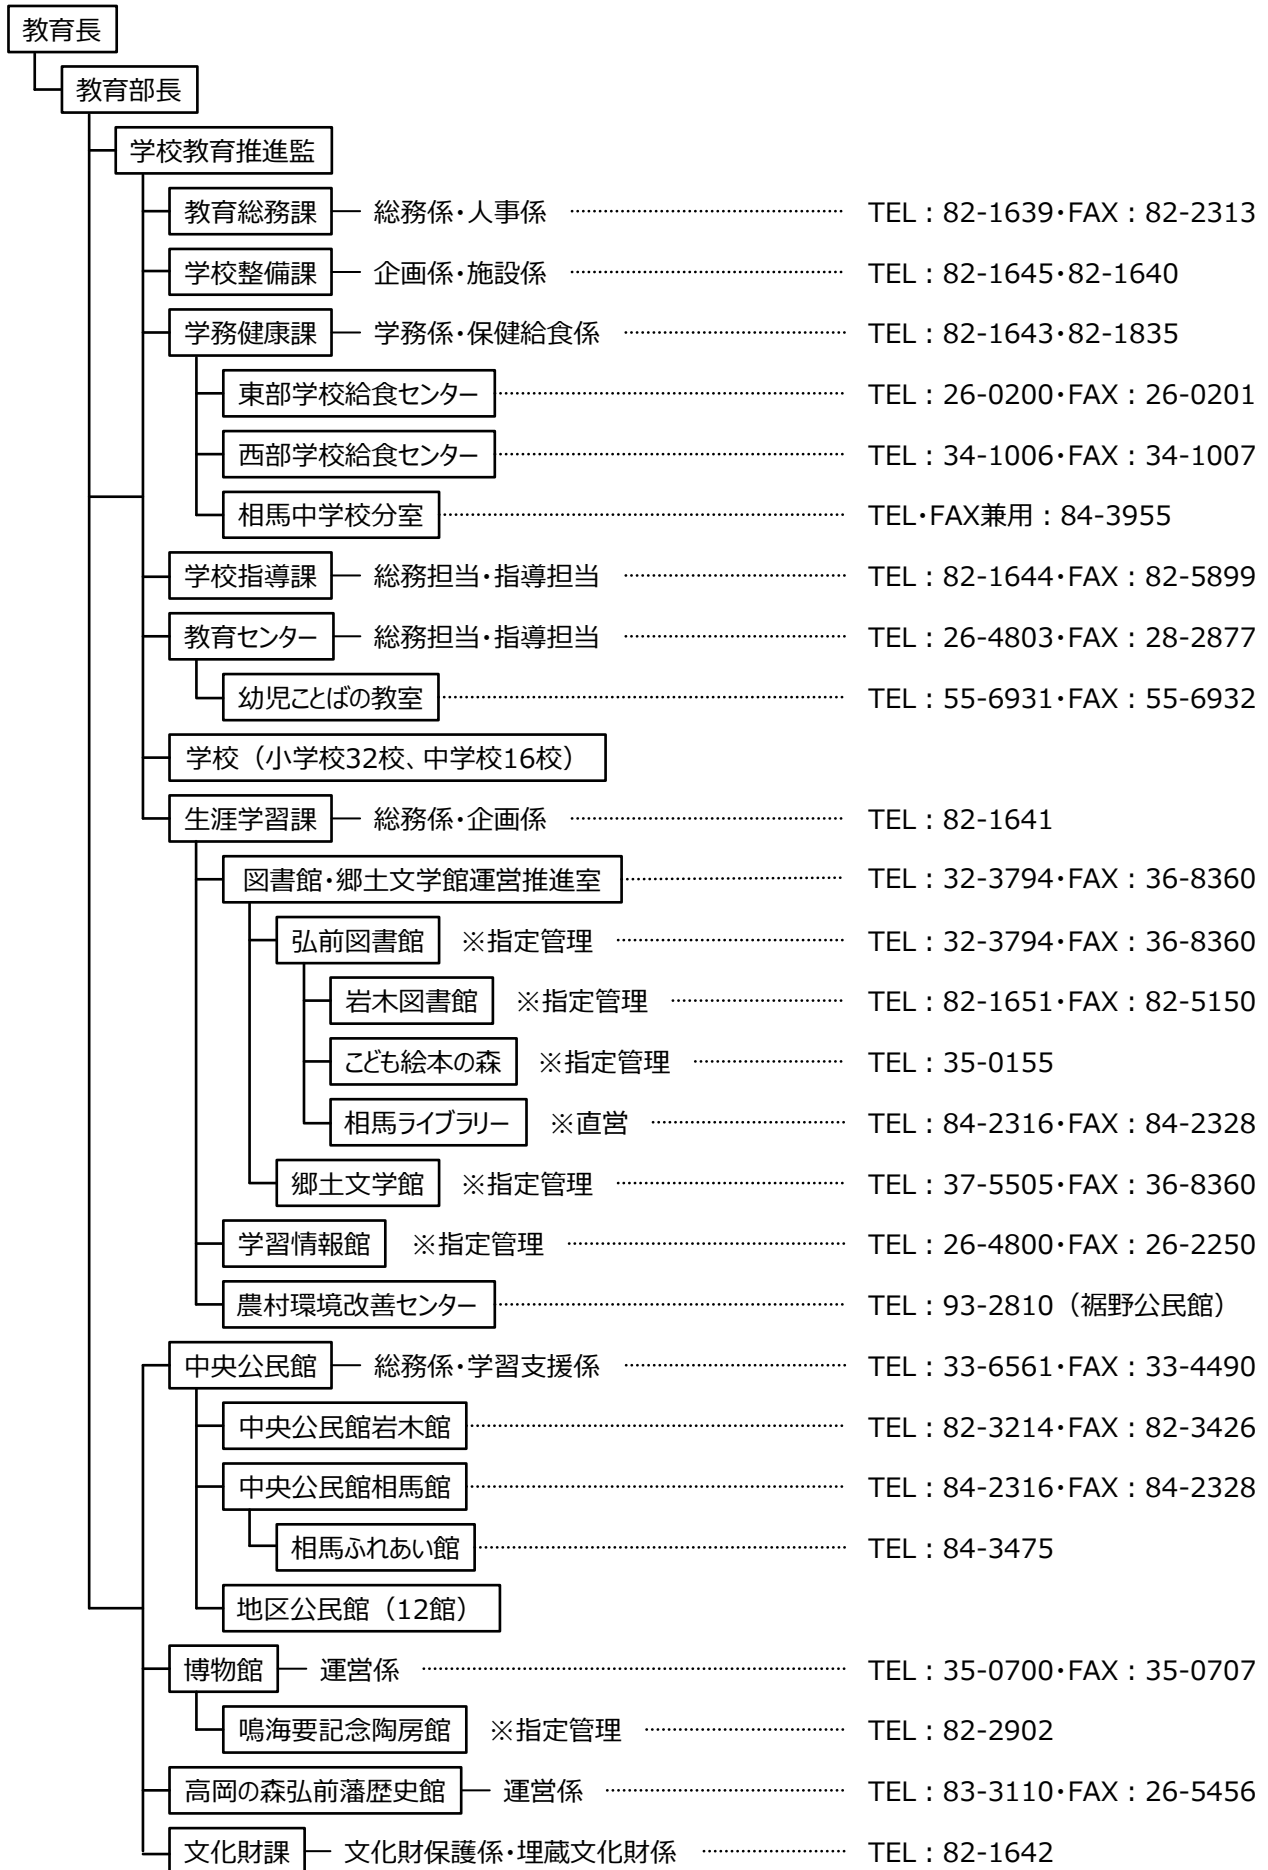 教育長
教育部長
学校教育推進監
教育総務課 総務係・人事係 TEL：82-1639・FAX：82-2313
学校整備課 企画係・施設係 TEL：82-1645・82-1640
学務健康課 学務係・保健給食係 TEL：82-1643・82-1835
東部学校給食センター TEL：26-0200・FAX：26-0201
西部学校給食センター TEL：34-1006・FAX：34-1007
相馬中学校分室 TEL・FAX兼用：84-3955
学校指導課 総務担当・指導担当 TEL：82-1644・FAX：82-5899
教育センター 総務担当・指導担当 TEL：26-4803・FAX：28-2877
幼児ことばの教室 TEL：55-6931・FAX：55-6932
学校（小学校32校、中学校16校）
生涯学習課 総務係・企画係 TEL：82-1641
図書館・郷土文学館運営推進室 TEL：32-3794・FAX：36-8360
弘前図書館 ※指定管理 TEL：32-3794・FAX：36-8360
岩木図書館 ※指定管理 TEL：82-1651・FAX：82-5150
こども絵本の森 ※指定管理 TEL：35-0155
相馬ライブラリー ※直営 TEL：84-2316・FAX：84-2328
郷土文学館 ※指定管理 TEL：37-5505・FAX：36-8360
学習情報館 ※指定管理 TEL：26-4800・FAX：26-2250
農村環境改善センター TEL：93-2810（裾野公民館）
中央公民館 総務係・学習支援係 TEL：33-6561・FAX：33-4490
中央公民館岩木館 TEL：82-3214・FAX：82-3426
中央公民館相馬館 TEL：84-2316・FAX：84-2328
相馬ふれあい館 TEL：84-3475
地区公民館（12館）
博物館 運営係 TEL：35-0700・FAX：35-0707
鳴海要記念陶房館 ※指定管理 TEL：82-2902
高岡の森弘前藩歴史館 運営係 TEL：83-3110・FAX：26-5456
文化財課 文化財保護係・埋蔵文化財係 TEL：82-1642